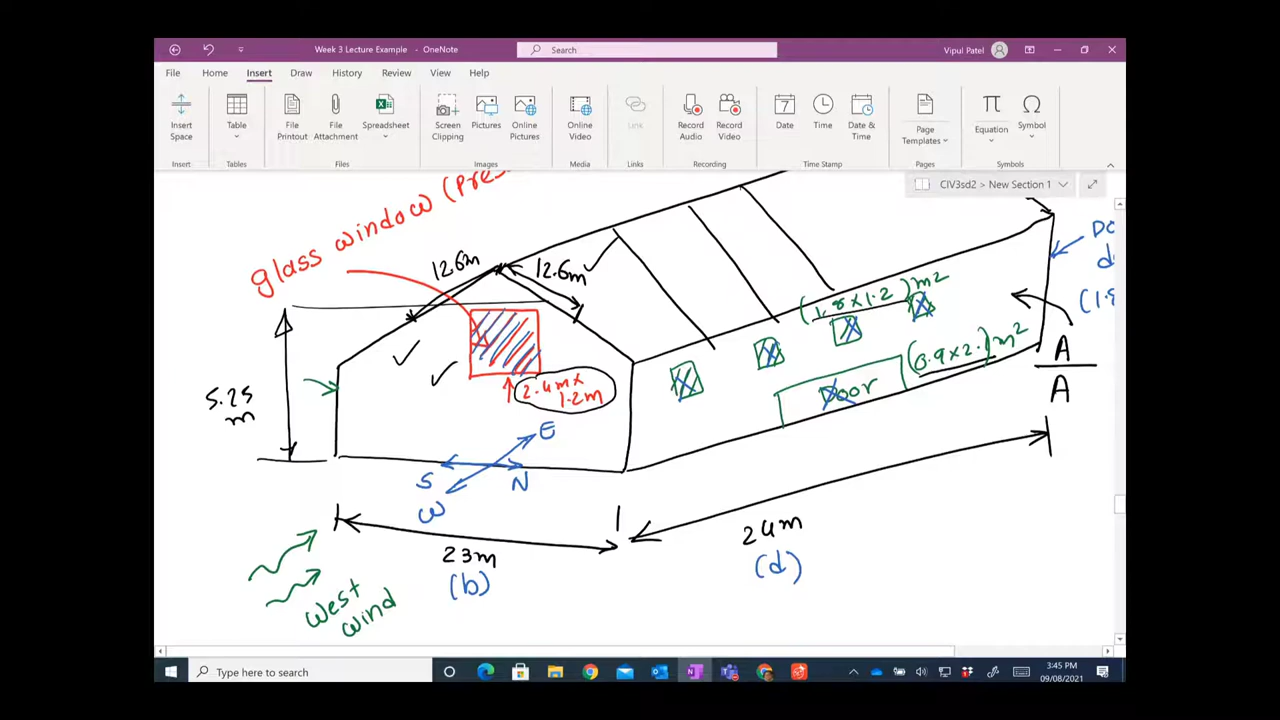 Week 3 Lecture Example - OneNote
Search
Vipul Patel
File Home Insert Draw History Review View Help
Insert Space
Table
File Printout
File Attachment
Spreadsheet
Screen Clipping
Pictures
Online Pictures
Online Video
Link
Record Audio
Record Video
Date
Time
Date & Time
Page Templates
Equation
Symbol
Insert
Tables
Files
Images
Media
Links
Recording
Time Stamp
Pages
Symbols
CIV3sd2 > New Section 1
glass window (Pre
12.6m
12.6m
(1.8x1.2)m2
(1.8
5.25
m
2.4mx
1.2m
Door
(0.9x2.)m2
A
A
E
S
N
W
23m
(b)
24m
(d)
West
wind
Type here to search
3:45 PM
09/08/2021